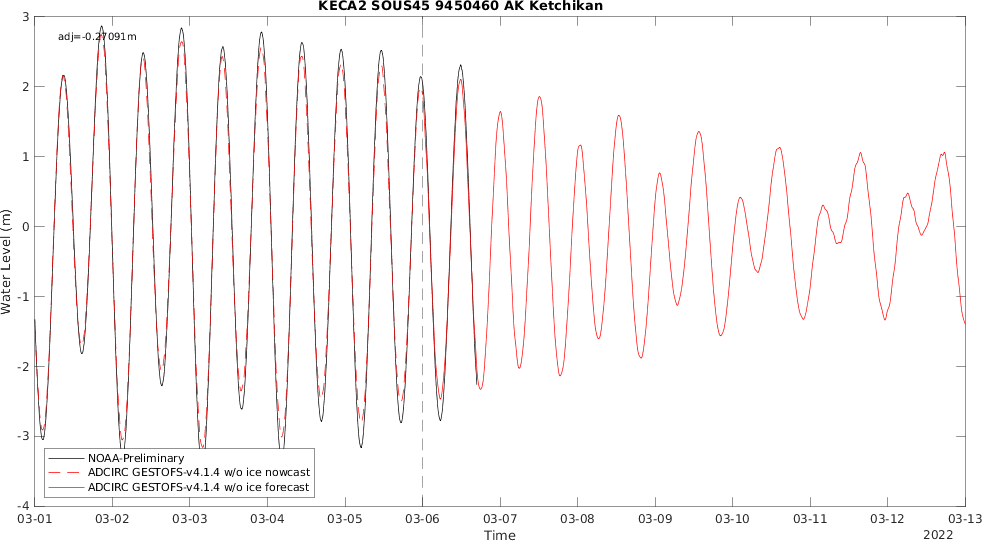 KECA2 SOUS45 9450460 AK Ketchikan
adj=-0.27091m
3
2
1
0
-1
-2
-3
-4
Water Level (m)
NOAA-Preliminary
ADCIRC GESTOFS-v4.1.4 w/o ice nowcast
ADCIRC GESTOFS-v4.1.4 w/o ice forecast
03-01 03-02 03-03 03-04 03-05 03-06 03-07 03-08 03-09 03-10 03-11 03-12 03-13
Time
2022